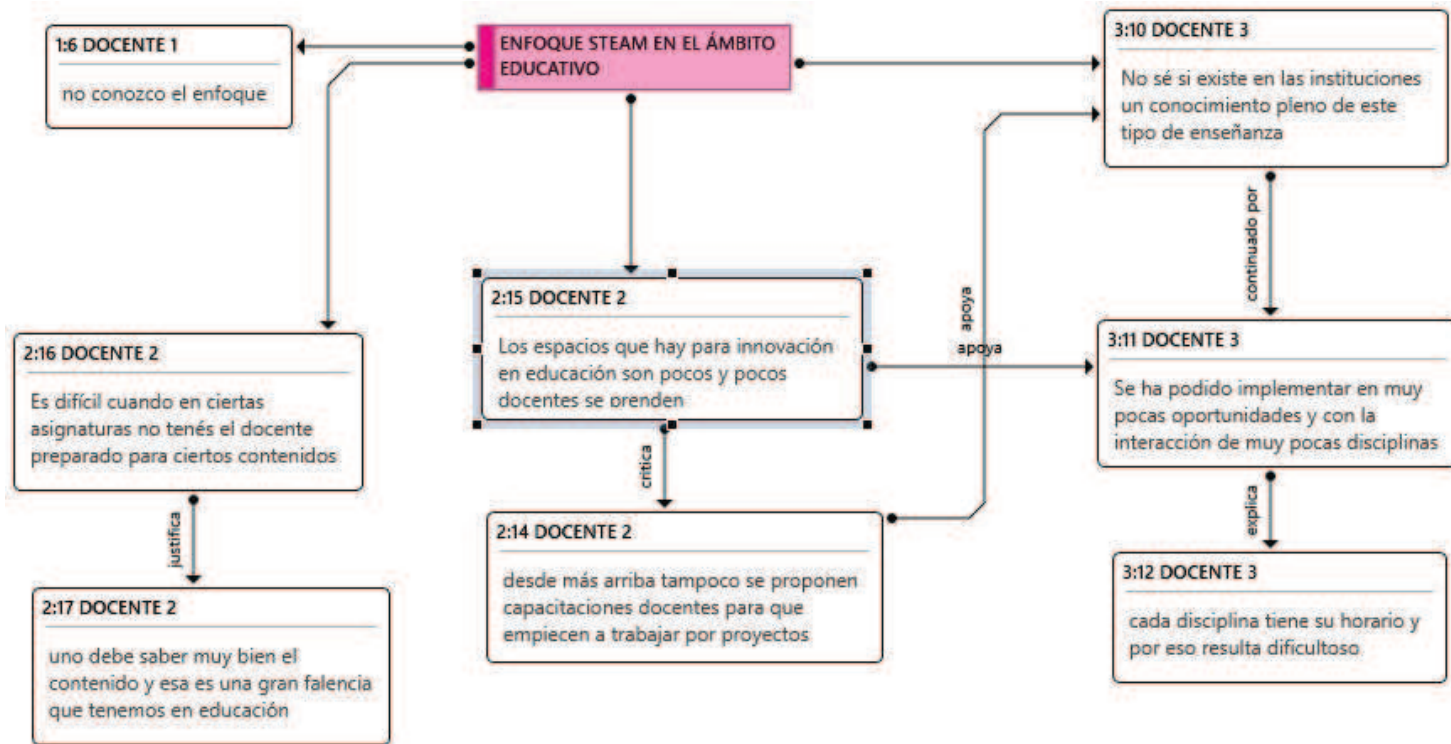 ENFOQUE STEAM EN EL ÁMBITO
EDUCATIVO
1:6 DOCENTE 1
no conozco el enfoque
3:10 DOCENTE 3
No sé si existe en las instituciones
un conocimiento pleno de este
tipo de enseñanza
continuado por
2:15 DOCENTE 2
Los espacios que hay para innovación
en educación son pocos y pocos
docentes se prenden
apoya
apoya
critica
2:16 DOCENTE 2
Es difícil cuando en ciertas
asignaturas no tenés el docente
preparado para ciertos contenidos
justifica
3:11 DOCENTE 3
Se ha podido implementar en muy
pocas oportunidades y con la
interacción de muy pocas disciplinas
explica
2:14 DOCENTE 2
desde más arriba tampoco se proponen
capacitaciones docentes para que
empiecen a trabajar por proyectos
3:12 DOCENTE 3
cada disciplina tiene su horario y
por eso resulta dificultoso
2:17 DOCENTE 2
uno debe saber muy bien el
contenido y esa es una gran falencia
que tenemos en educación